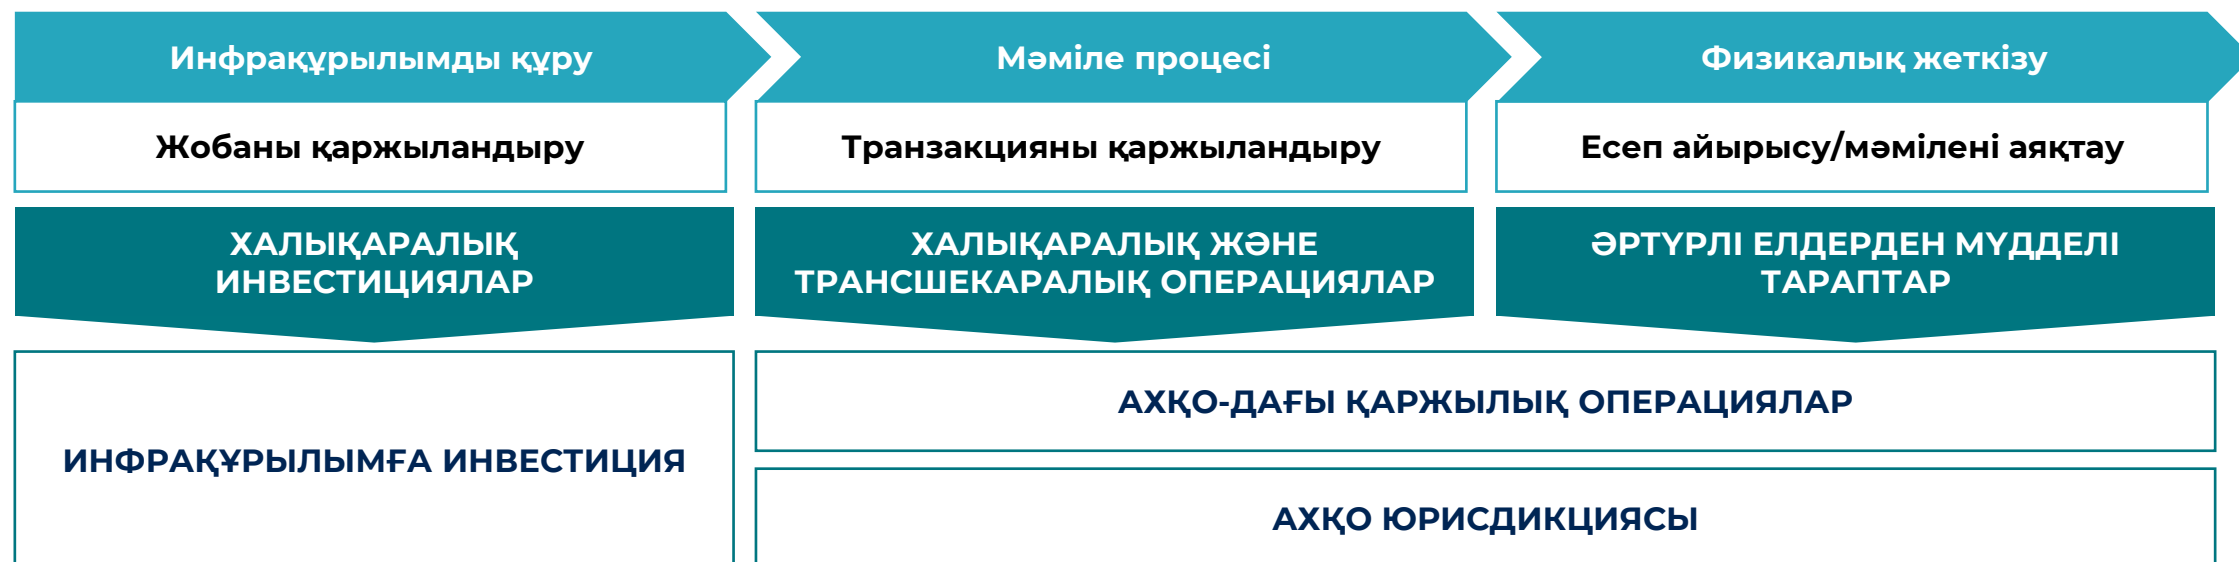 Инфрақұрылымды құру
Мәміле процесі
Физикалық жеткізу
Жобаны қаржыландыру
Транзакцияны қаржыландыру
Есеп айырысу/мәмілені аяқтау
ХАЛЫҚАРАЛЫҚ
ИНВЕСТИЦИЯЛАР
ХАЛЫҚАРАЛЫҚ ЖӘНЕ
ТРАНСШЕКАРАЛЫҚ ОПЕРАЦИЯЛАР
ӘРТҮРЛІ ЕЛДЕРДЕН МҮДДЕЛІ
ТАРАПТАР
ИНФРАҚҰРЫЛЫМҒА ИНВЕСТИЦИЯ
АХҚО-ДАҒЫ ҚАРЖЫЛЫҚ ОПЕРАЦИЯЛАР
АХҚО ЮРИСДИКЦИЯСЫ